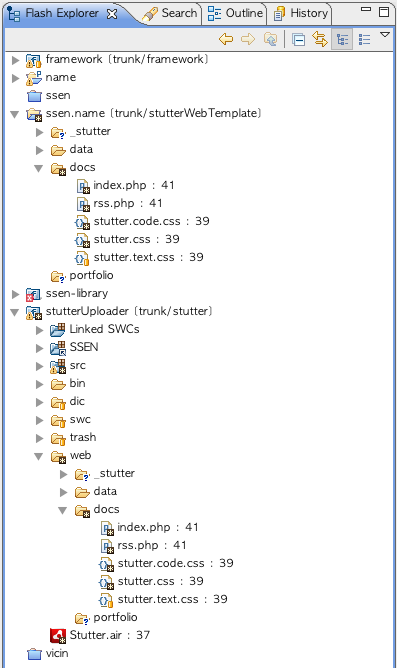 Flash Explorer Search Outline History
framework (trunk/framework)
name
ssen
ssen.name (trunk/stutterWebTemplate)
_stutter
data
docs
index.php : 41
rss.php : 41
stutter.code.css : 39
stutter.css : 39
stutter.text.css : 39
portfolio
ssen-library
stutterUploader (trunk/stutter)
Linked SWCs
SSEN
src
bin
dic
swc
trash
web
_stutter
data
docs
index.php : 41
rss.php : 41
stutter.code.css : 39
stutter.css : 39
stutter.text.css : 39
portfolio
Stutter.air : 37
vicin